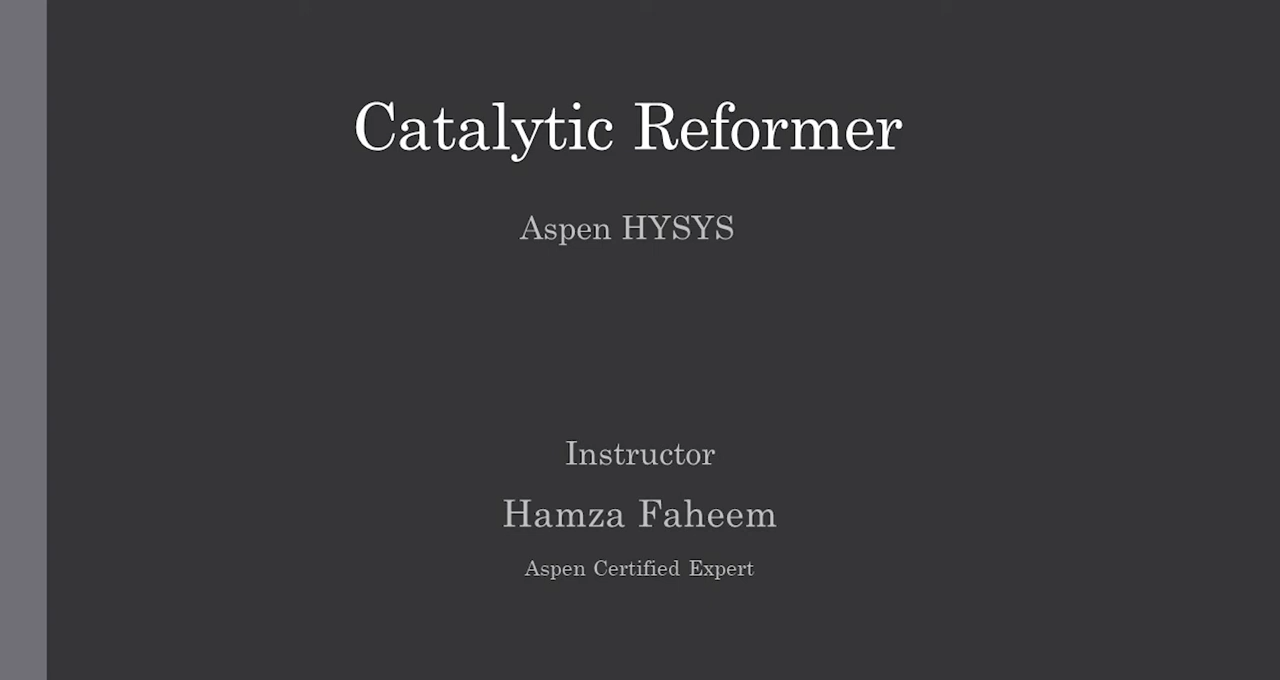 Catalytic Reformer
Aspen HYSYS
Instructor
Hamza Faheem
Aspen Certified Expert